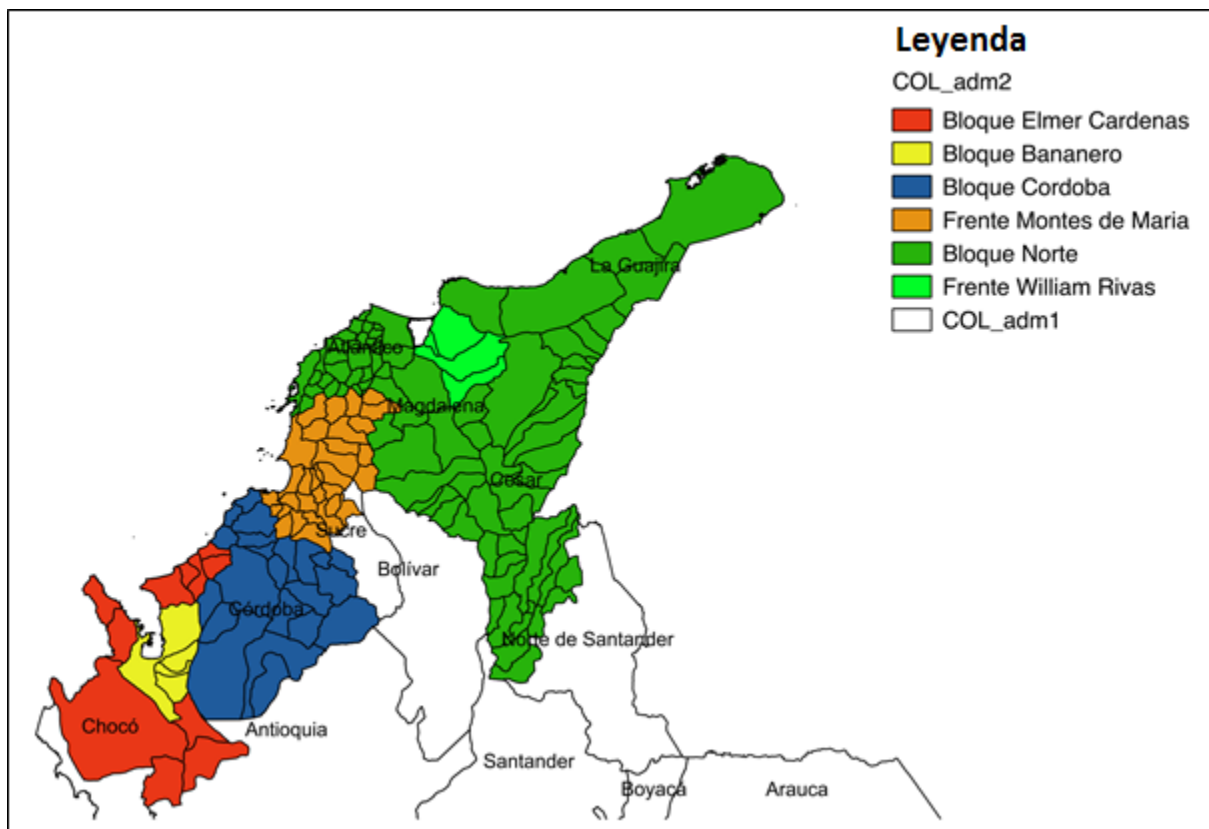 Leyenda
COL_adm2
Bloque Elmer Cardenas
Bloque Bananero
Bloque Cordoba
Frente Montes de Maria
Bloque Norte
Frente William Rivas
COL_adm1
La Guajira
Atlántico
Magdalena
Cesar
Sucre
Bolívar
Córdoba
Norte de Santander
Chocó
Antioquia
Santander
Boyacá
Arauca